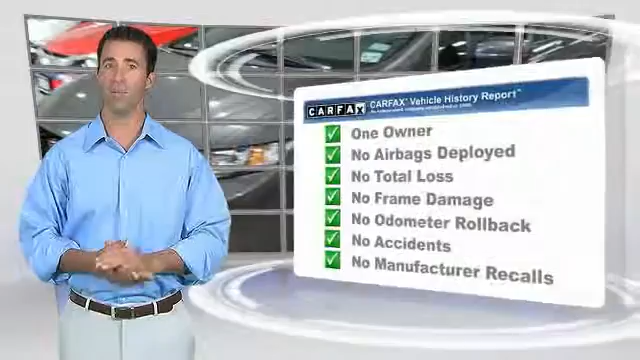 CARFAX CARFAX Vehicle History Report™
One Owner
No Airbags Deployed
No Total Loss
No Frame Damage
No Odometer Rollback
No Accidents
No Manufacturer Recalls